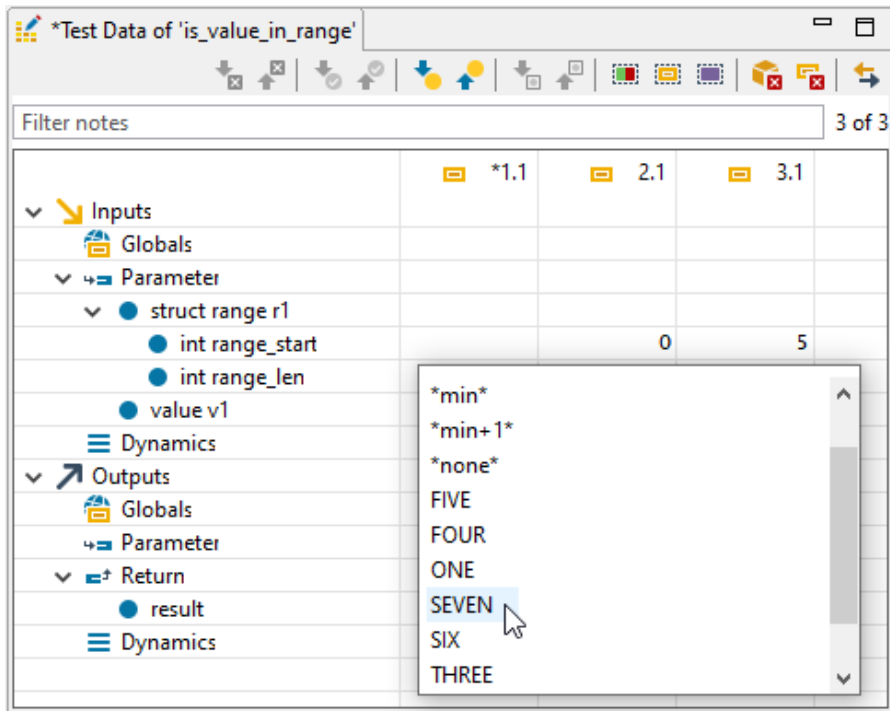 *Test Data of 'is_value_in_range'
Filter notes
3 of 3
*1.1 2.1 3.1
Inputs
Globals
Parameter
struct range r1
int range_start 0 5
int range_len
*min*
value v1
*min+1*
Dynamics
*none*
Outputs
FIVE
Globals
FOUR
Parameter
ONE
Return
SEVEN
result
SIX
Dynamics
THREE